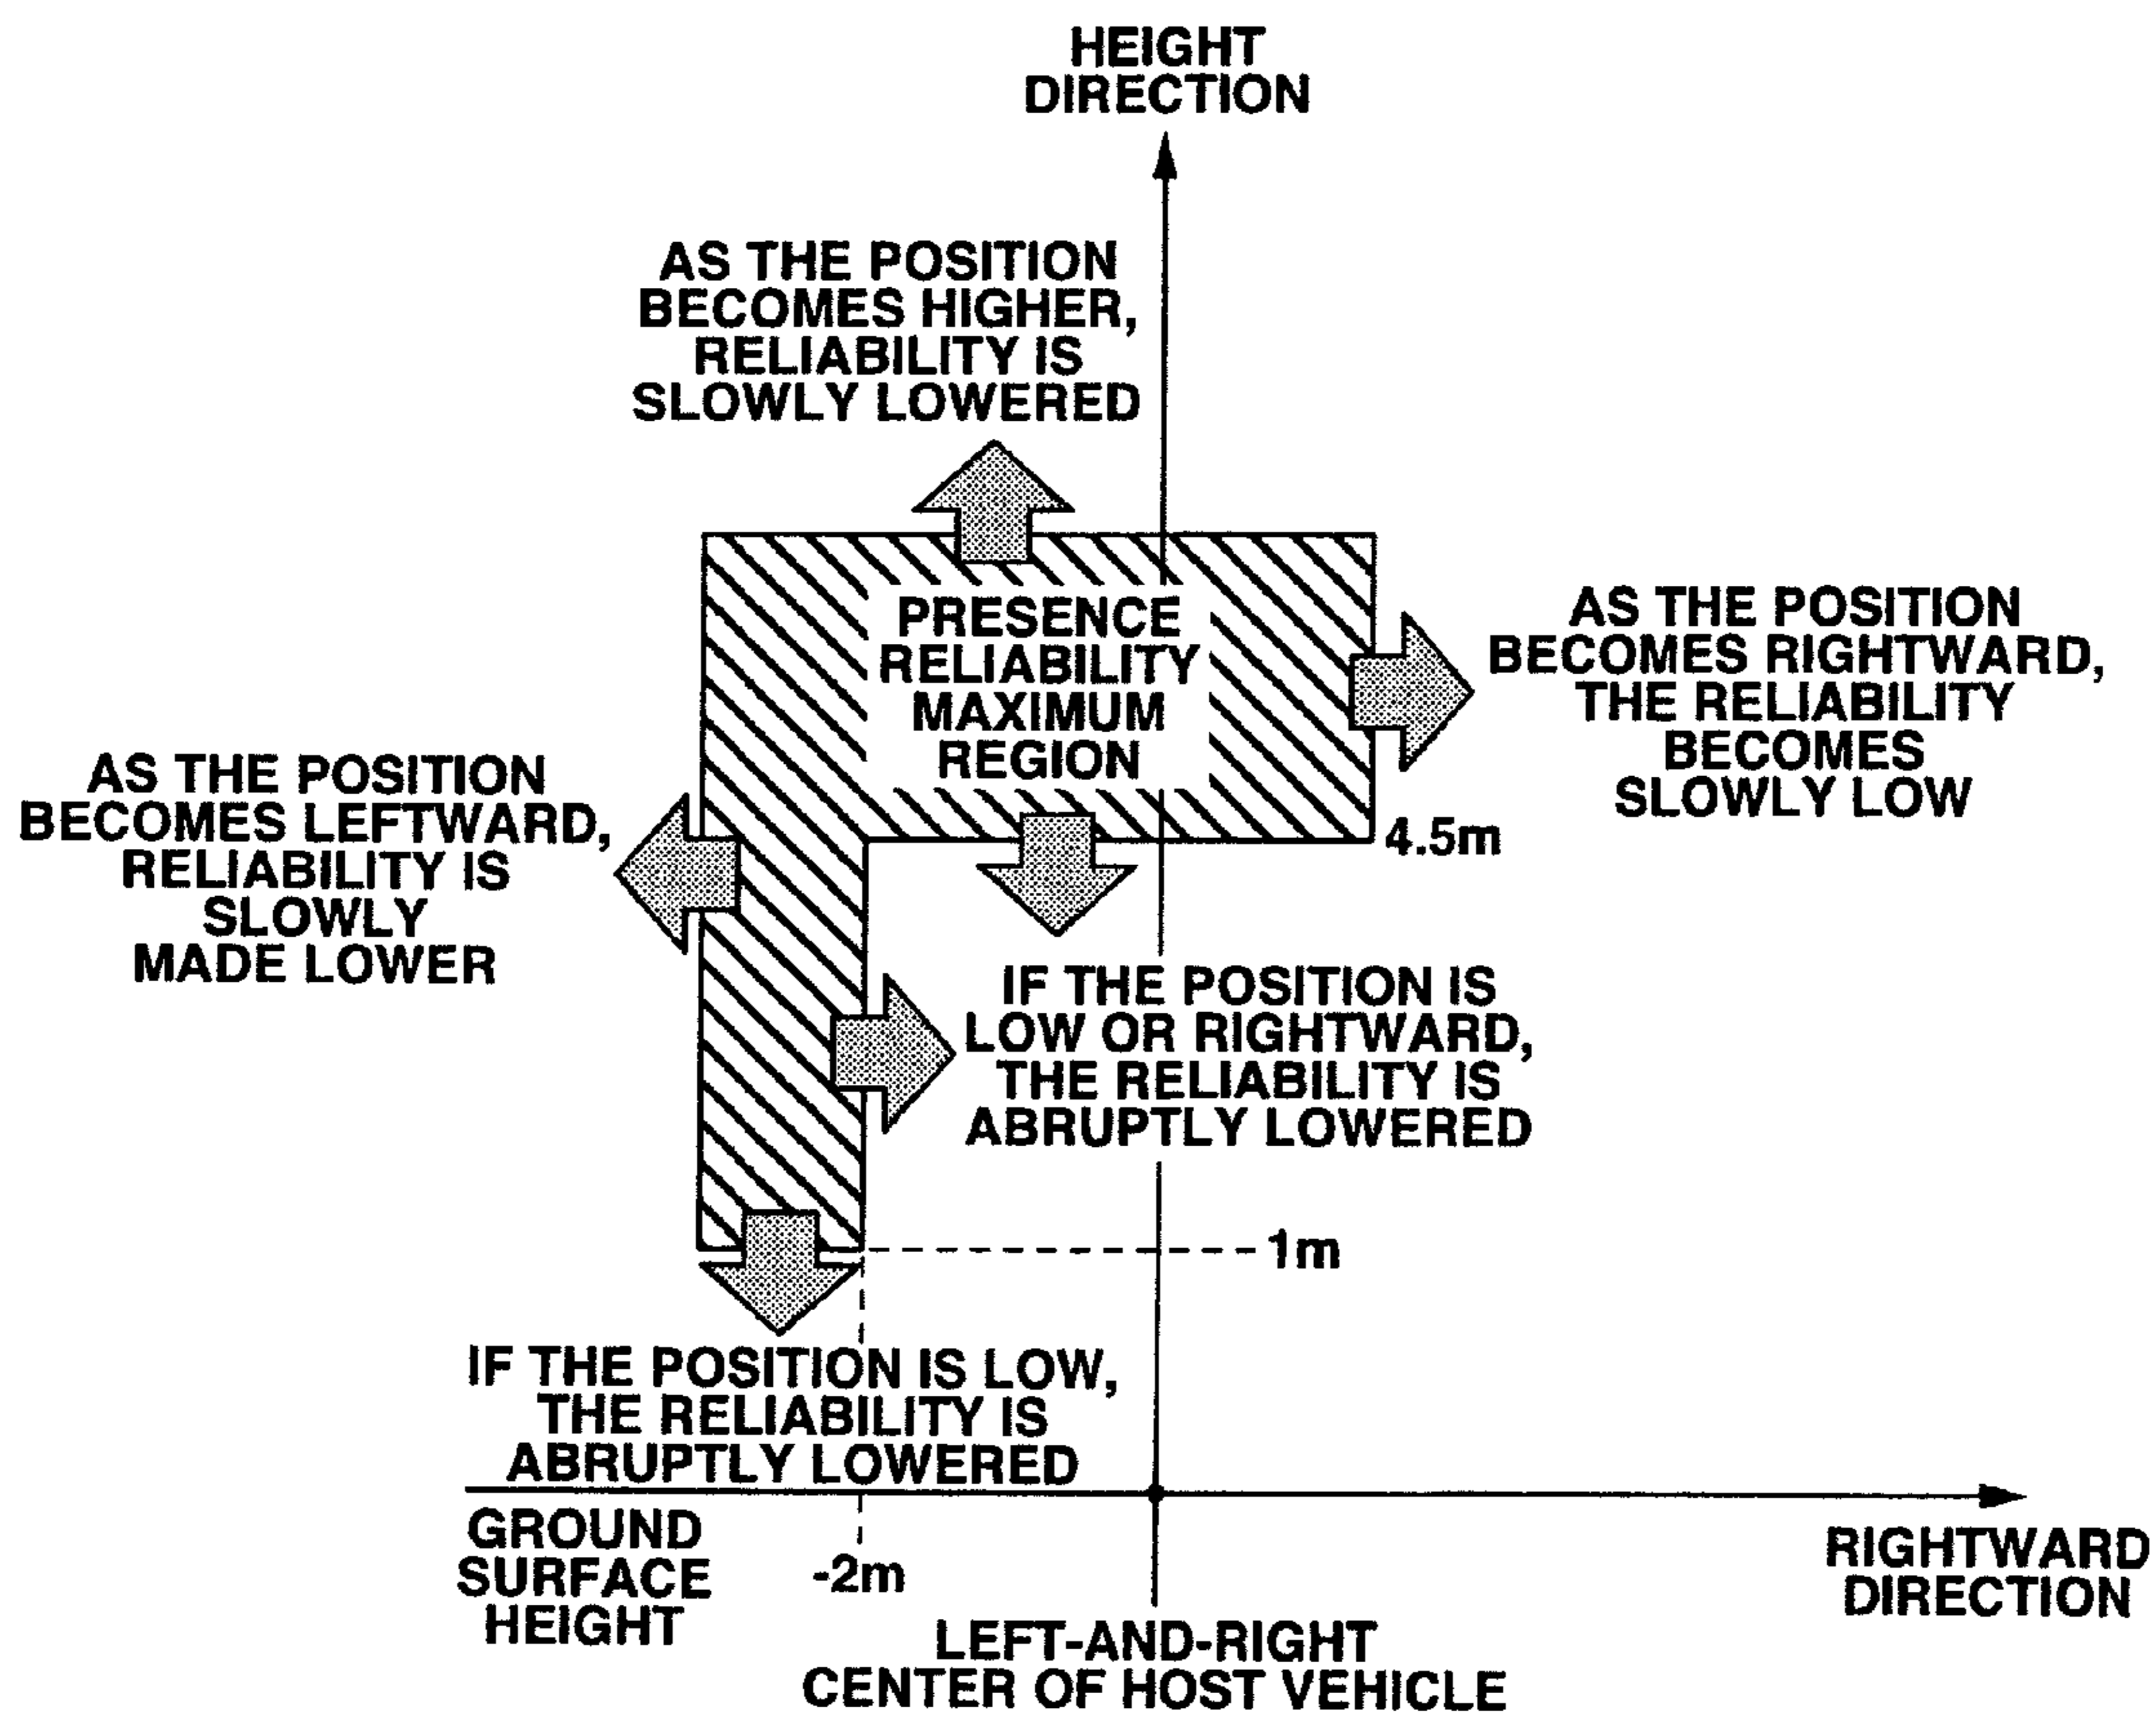 HEIGHT
DIRECTION
AS THE POSITION
BECOMES HIGHER,
RELIABILITY IS
SLOWLY LOWERED
PRESENCE
RELIABILITY
MAXIMUM
REGION
AS THE POSITION
BECOMES RIGHTWARD,
THE RELIABILITY
BECOMES
SLOWLY LOW
AS THE POSITION
BECOMES LEFTWARD,
RELIABILITY IS
SLOWLY
MADE LOWER
4.5m
IF THE POSITION IS
LOW OR RIGHTWARD,
THE RELIABILITY IS
ABRUPTLY LOWERED
1m
IF THE POSITION IS LOW,
THE RELIABILITY IS
ABRUPTLY LOWERED
GROUND
SURFACE
HEIGHT
-2m
RIGHTWARD
DIRECTION
LEFT-AND-RIGHT
CENTER OF HOST VEHICLE